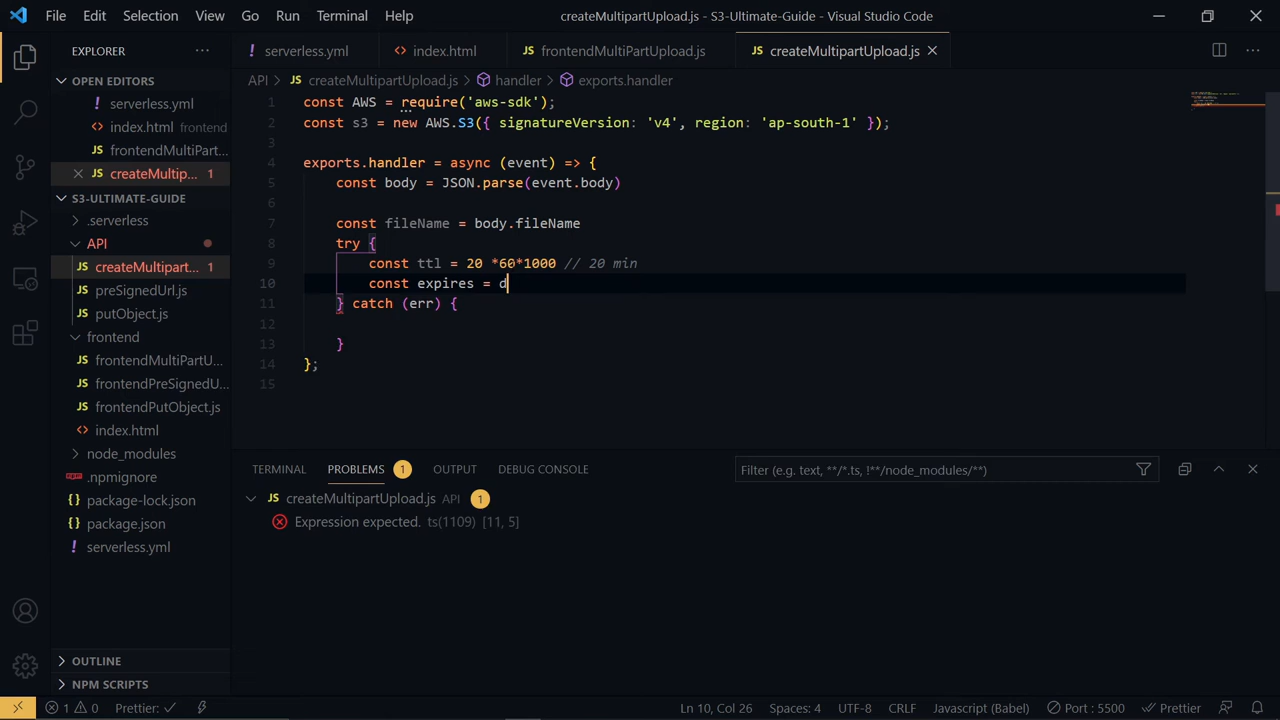 File Edit Selection View Go Run Terminal Help createMultipartUpload.js - S3-Ultimate-Guide - Visual Studio Code
EXPLORER
serverless.yml index.html frontendMultiPartUpload.js createMultipartUpload.js
OPEN EDITORS
serverless.yml
index.html frontend
frontendMultiPart...
createMultip... 1
S3-ULTIMATE-GUIDE
.serverless
API
createMultipart... 1
preSignedUrl.js
putObject.js
frontend
frontendMultiPartU...
frontendPreSignedU...
frontendPutObject.js
index.html
node_modules
.npmignore
package-lock.json
package.json
serverless.yml
OUTLINE
NPM SCRIPTS
API createMultipartUpload.js handler exports.handler
1 const AWS = require('aws-sdk');
2 const s3 = new AWS.S3({ signatureVersion: 'v4', region: 'ap-south-1' });
3
4 exports.handler = async (event) => {
5 const body = JSON.parse(event.body)
6
7 const fileName = body.fileName
8 try {
9 const ttl = 20 *60*1000 // 20 min
10 const expires = d
11 } catch (err) {
12
13 }
14 };
15
TERMINAL PROBLEMS 1 OUTPUT DEBUG CONSOLE Filter (e.g. text, **/*.ts, !**/node_modules/**)
JS createMultipartUpload.js API 1
Expression expected. ts(1109) [11, 5]
1 0 Prettier: Ln 10, Col 26 Spaces: 4 UTF-8 CRLF Javascript (Babel) Port : 5500 Prettier